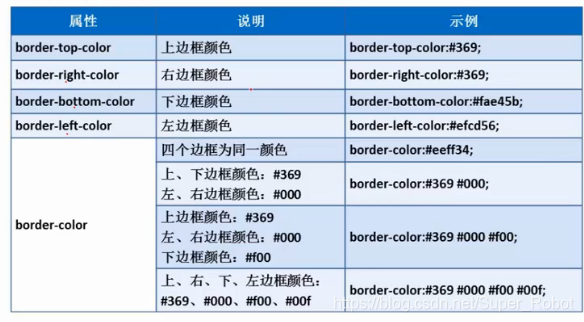 属性 说明 示例
border-top-color 上边框颜色 border-top-color:#369;
border-right-color 右边框颜色 border-right-color:#369;
border-bottom-color 下边框颜色 border-bottom-color:#fae45b;
border-left-color 左边框颜色 border-left-color:#efcd56;
border-color 四个边框为同一颜色 border-color:#eeff34;
上、下边框颜色：#369
左、右边框颜色：#000
border-color:#369 #000;
上边框颜色：#369
左、右边框颜色：#000
下边框颜色：#f00
border-color:#369 #000 #f00;
上、右、下、左边框颜色：
#369、#000、#f00、#00f
border-color:#369 #000 #f00 #00f;
https://blog.csdn.net/Super_Robot